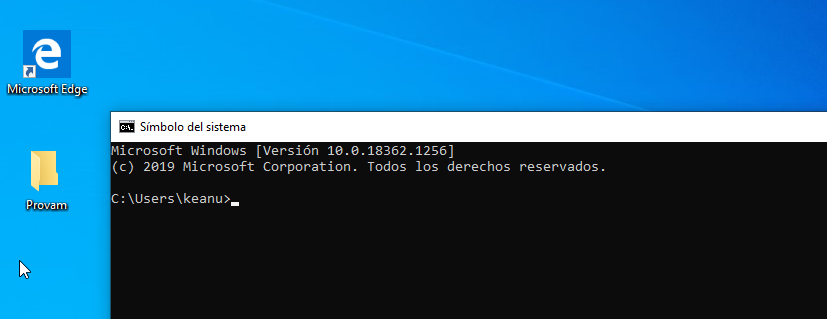 Microsoft Edge
Provam
Símbolo del sistema
Microsoft Windows [Versión 10.0.18362.1256]
(c) 2019 Microsoft Corporation. Todos los derechos reservados.
C:\Users\keanu>